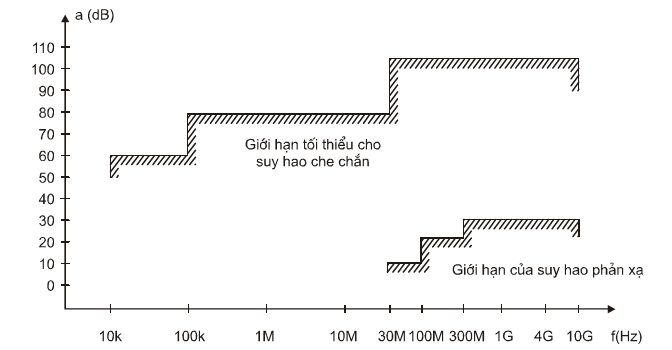 a (dB)
110
100
90
80
70
60
50
40
30
20
10
0
Giới hạn tối thiểu cho
suy hao che chắn
Giới hạn của suy hao phản xạ
10k 100k 1M 10M 30M 100M 300M 1G 4G 10G f(Hz)